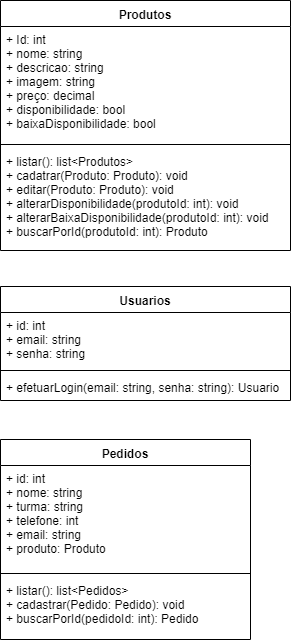 Produtos
+ Id: int
+ nome: string
+ descricao: string
+ imagem: string
+ preço: decimal
+ disponibilidade: bool
+ baixaDisponibilidade: bool
+ listar(): list<Produtos>
+ cadatrar(Produto: Produto): void
+ editar(Produto: Produto): void
+ alterarDisponibilidade(produtoId: int): void
+ alterarBaixaDisponibilidade(produtoId: int): void
+ buscarPorId(produtoId: int): Produto
Usuarios
+ id: int
+ email: string
+ senha: string
+ efetuarLogin(email: string, senha: string): Usuario
Pedidos
+ id: int
+ nome: string
+ turma: string
+ telefone: int
+ email: string
+ produto: Produto
+ listar(): list<Pedidos>
+ cadastrar(Pedido: Pedido): void
+ buscarPorId(pedidoId: int): Pedido